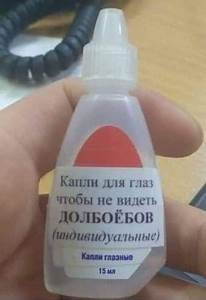 Капли для глаз
чтобы не видеть
ДОЛБОЁБОВ
(индивидуальные)
Капли глазные
15 мл